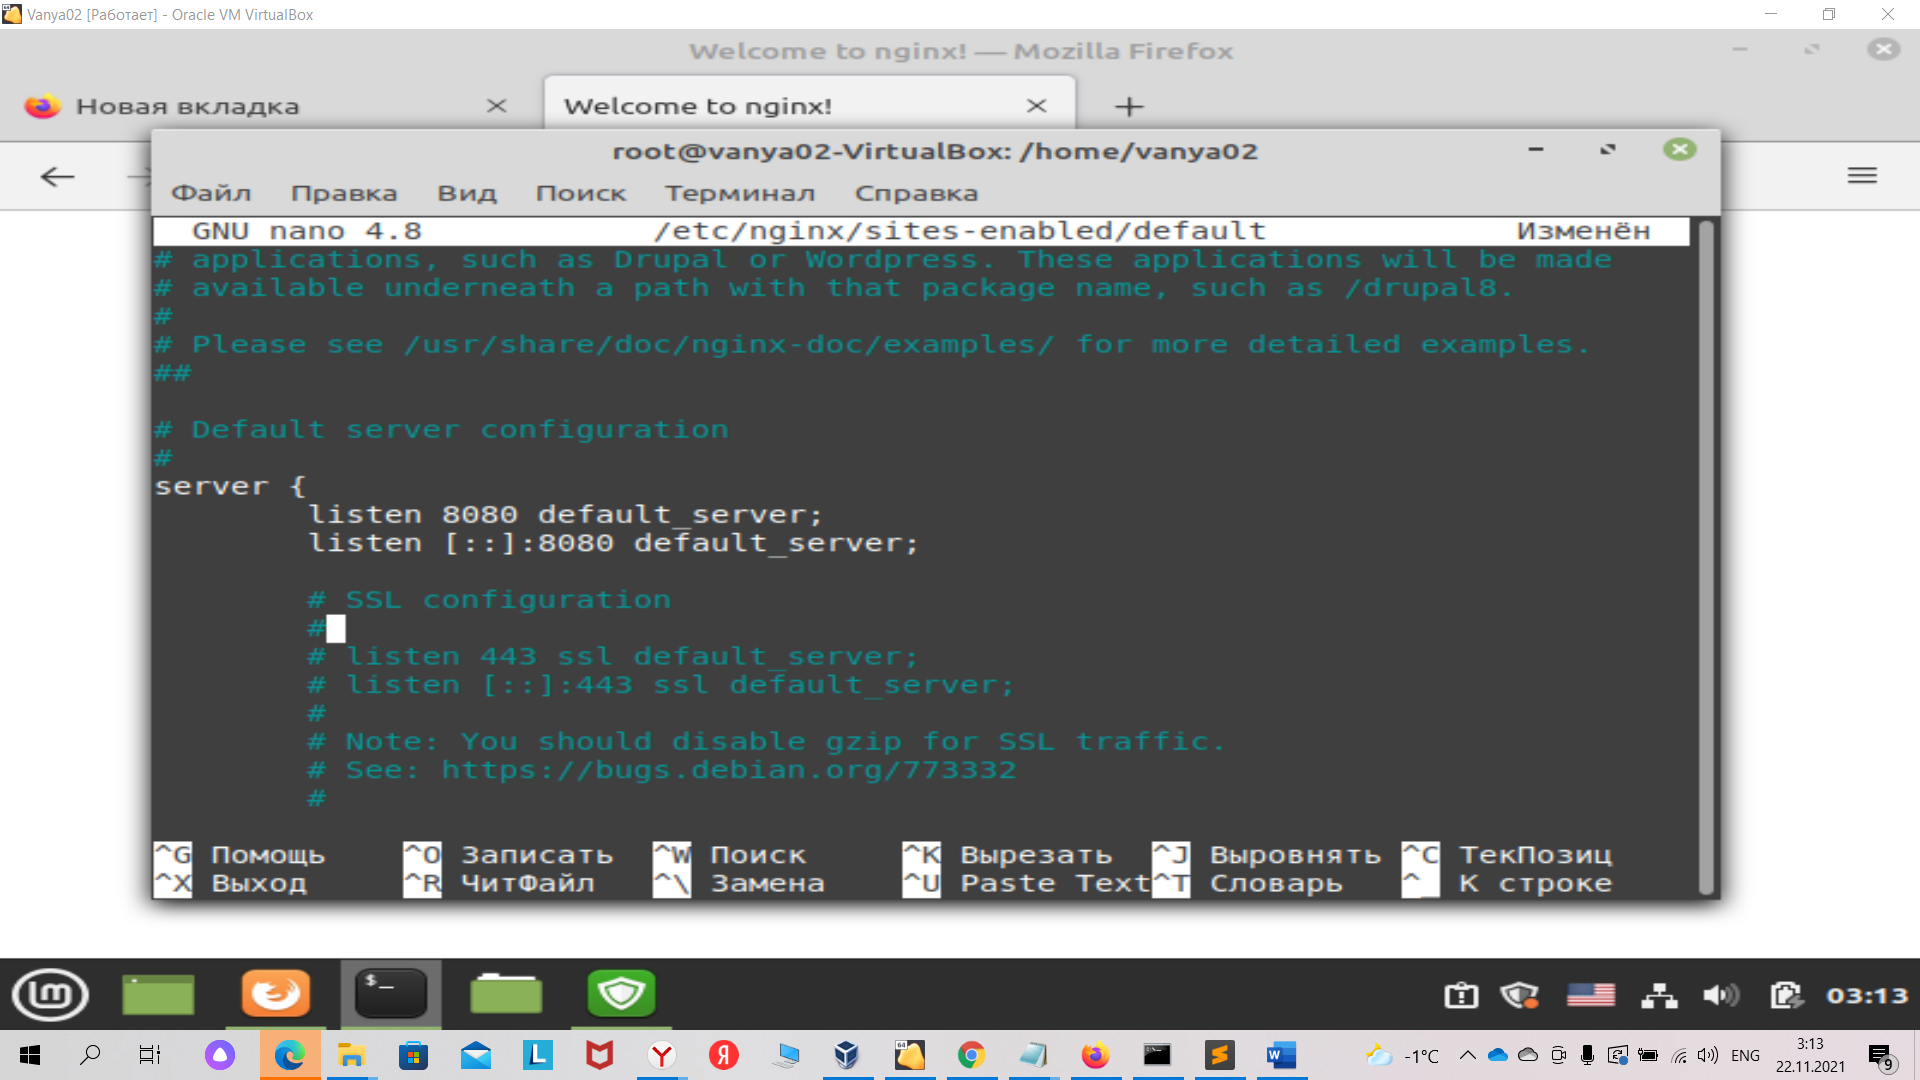 Vanya02 [Работает] - Oracle VM VirtualBox
Welcome to nginx! — Mozilla Firefox
Новая вкладка
Welcome to nginx!
root@vanya02-VirtualBox: /home/vanya02
Файл Правка Вид Поиск Терминал Справка
GNU nano 4.8 /etc/nginx/sites-enabled/default Изменён
# applications, such as Drupal or Wordpress. These applications will be made
# available underneath a path with that package name, such as /drupal8.
#
# Please see /usr/share/doc/nginx-doc/examples/ for more detailed examples.
##
# Default server configuration
#
server {
listen 8080 default_server;
listen [::]:8080 default_server;
# SSL configuration
#
# listen 443 ssl default_server;
# listen [::]:443 ssl default_server;
#
# Note: You should disable gzip for SSL traffic.
# See: https://bugs.debian.org/773332
#
^G Помощь ^O Записать ^W Поиск ^K Вырезать ^J Выровнять ^C ТекПозиц
^X Выход ^R ЧитФайл ^\ Замена ^U Paste Text ^T Словарь ^_ К строке
$_
03:13
-1°C
ENG
3:13
22.11.2021
9